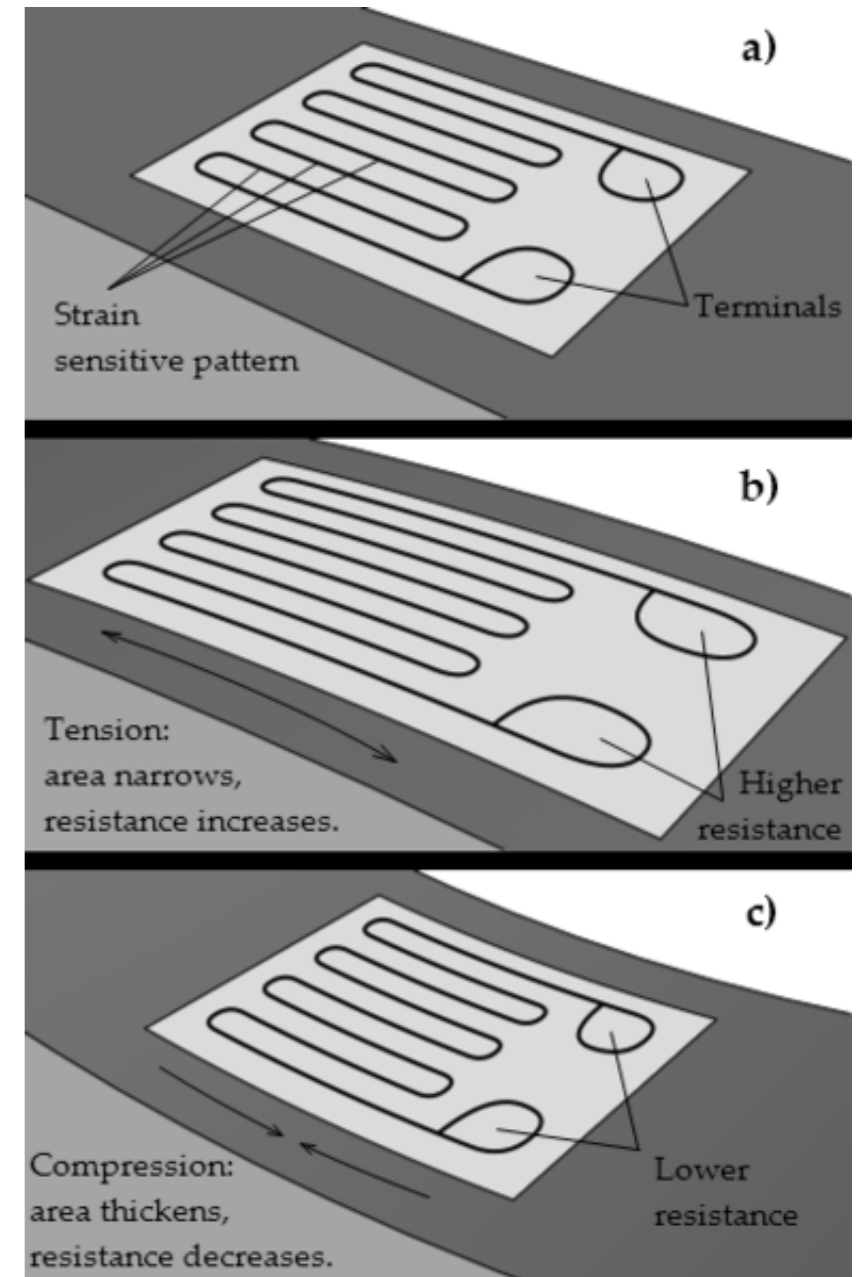 a)
Strain
sensitive pattern
Terminals
b)
Tension:
area narrows,
resistance increases.
Higher
resistance
c)
Compression:
area thickens,
resistance decreases.
Lower
resistance